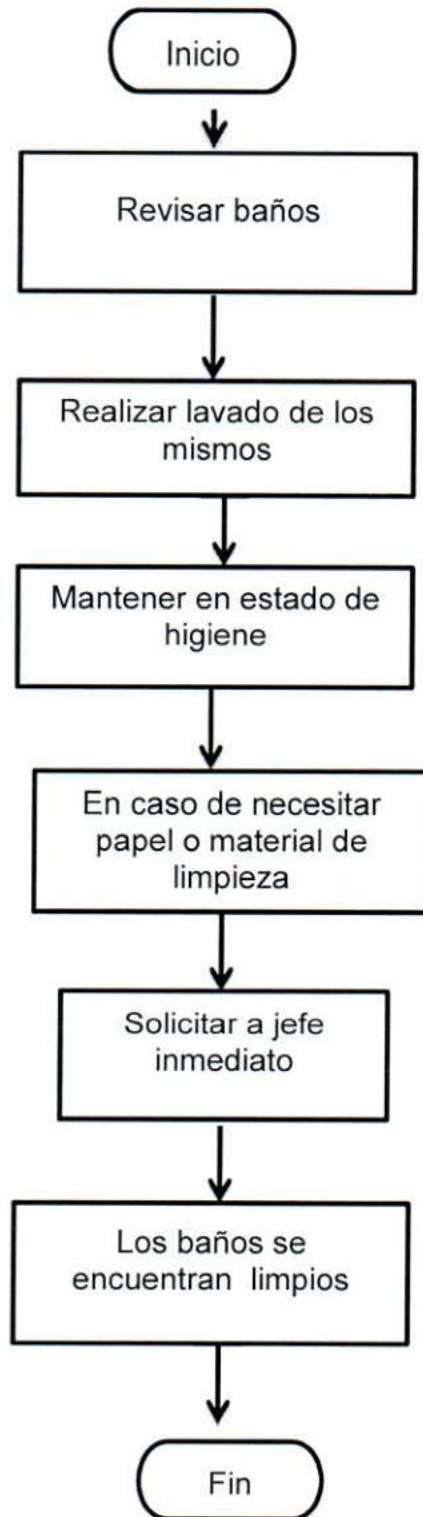 Inicio
Revisar baños
Realizar lavado de los
mismos
Mantener en estado de
higiene
En caso de necesitar
papel o material de
limpieza
Solicitar a jefe
inmediato
Los baños se
encuentran limpios
Fin